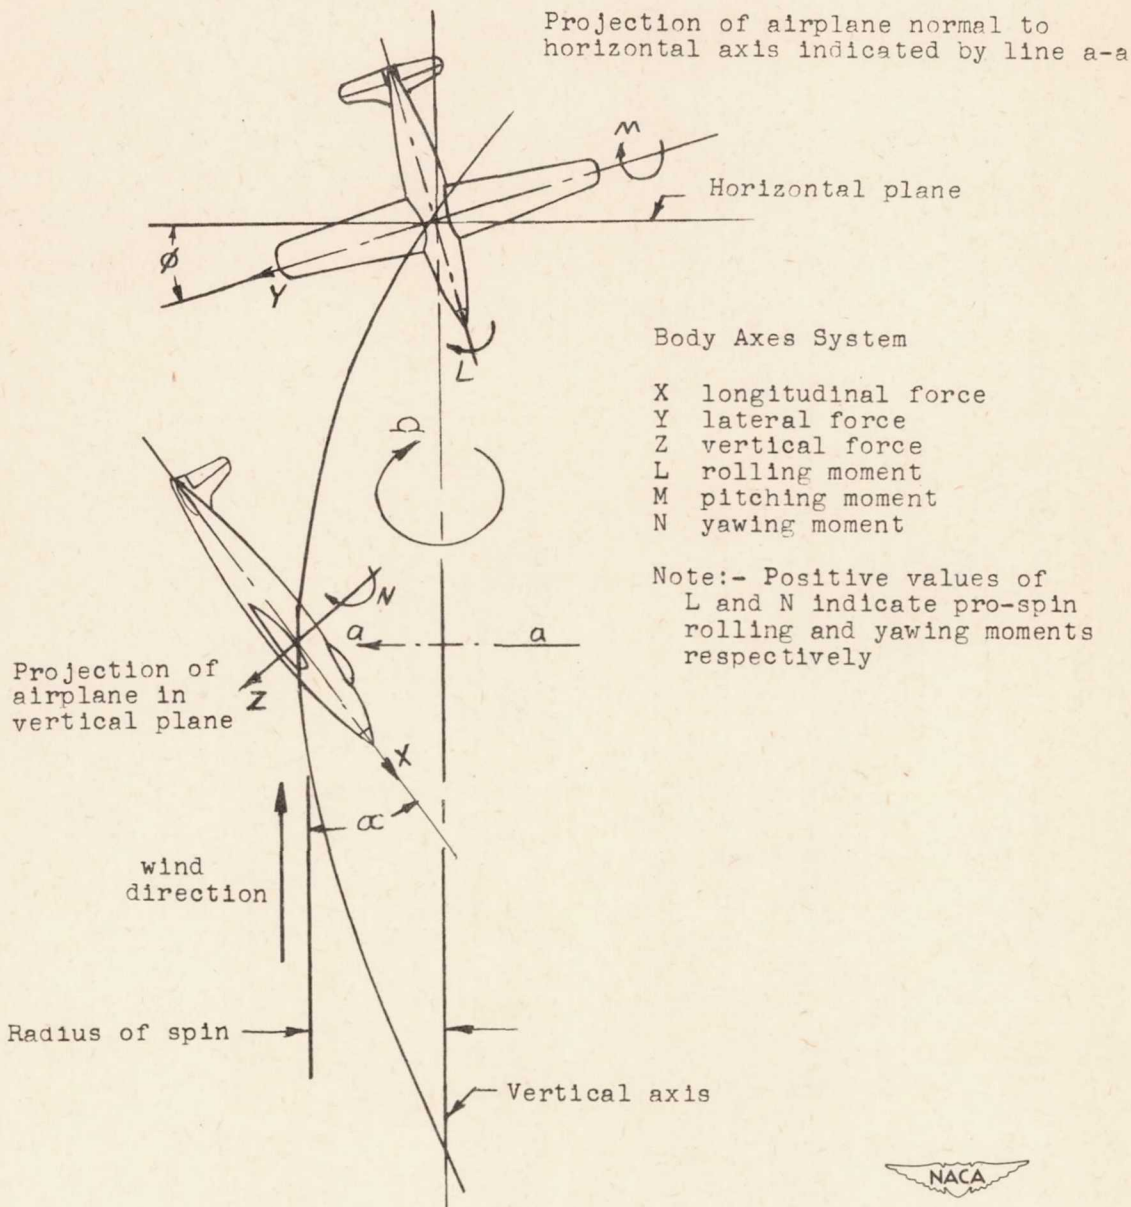 Projection of airplane normal to
horizontal axis indicated by line a-a
M
Horizontal plane
ø
Y
L
Body Axes System
X longitudinal force
Y lateral force
Z vertical force
L rolling moment
M pitching moment
N yawing moment
Ω
Note:- Positive values of
L and N indicate pro-spin
rolling and yawing moments
respectively
N
a
a
Projection of
airplane in
vertical plane
Z
X
α
wind
direction
Radius of spin
Vertical axis
NACA